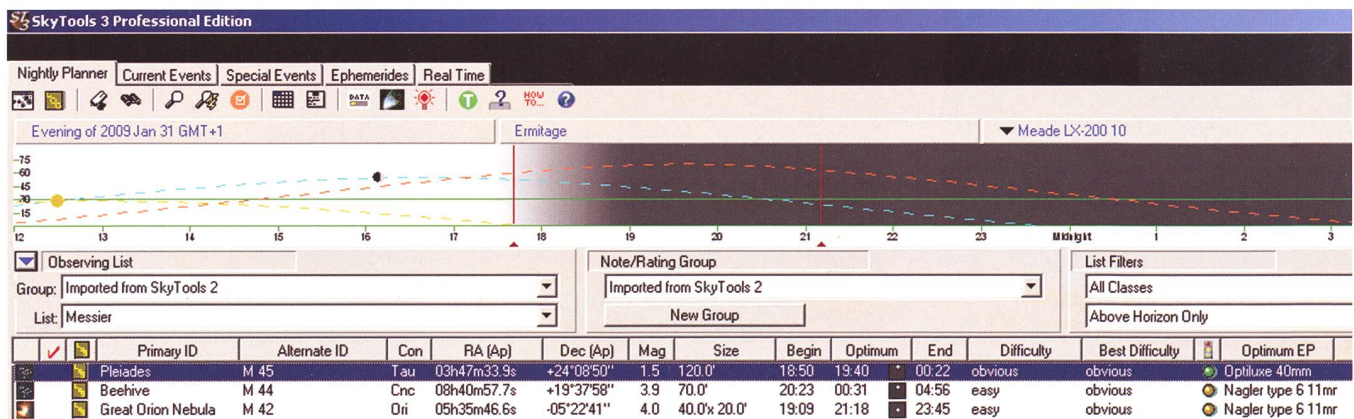 SkyTools 3 Professional Edition
Nightly Planner Current Events Special Events Ephemerides Real Time
DATA HOW TO...
Evening of 2009 Jan 31 GMT+1 Ermitage Meade LX-200 10
75
60
45
30
15
12 13 14 15 16 17 18 19 20 21 22 23 Midnight 1 2 3
Observing List Note/Rating Group List Filters
Group: Imported from SkyTools 2 Imported from SkyTools 2 All Classes
List: Messier New Group Above Horizon Only
Primary ID Alternate ID Con RA (Ap) Dec (Ap) Mag Size Begin Optimum End Difficulty Best Difficulty Optimum EP
Pleiades M 45 Tau 03h47m33.9s +24°08'50" 1.5 120.0' 18:50 19:40 00:22 obvious obvious Optiluxe 40mm
Beehive M 44 Cnc 08h40m57.7s +19°37'58" 3.9 70.0' 20:23 00:31 04:56 easy obvious Nagler type 6 11mr
Great Orion Nebula M 42 Ori 05h35m46.6s -05°22'41" 4.0 40.0'x 20.0' 19:09 21:18 23:45 easy obvious Nagler type 6 11mr